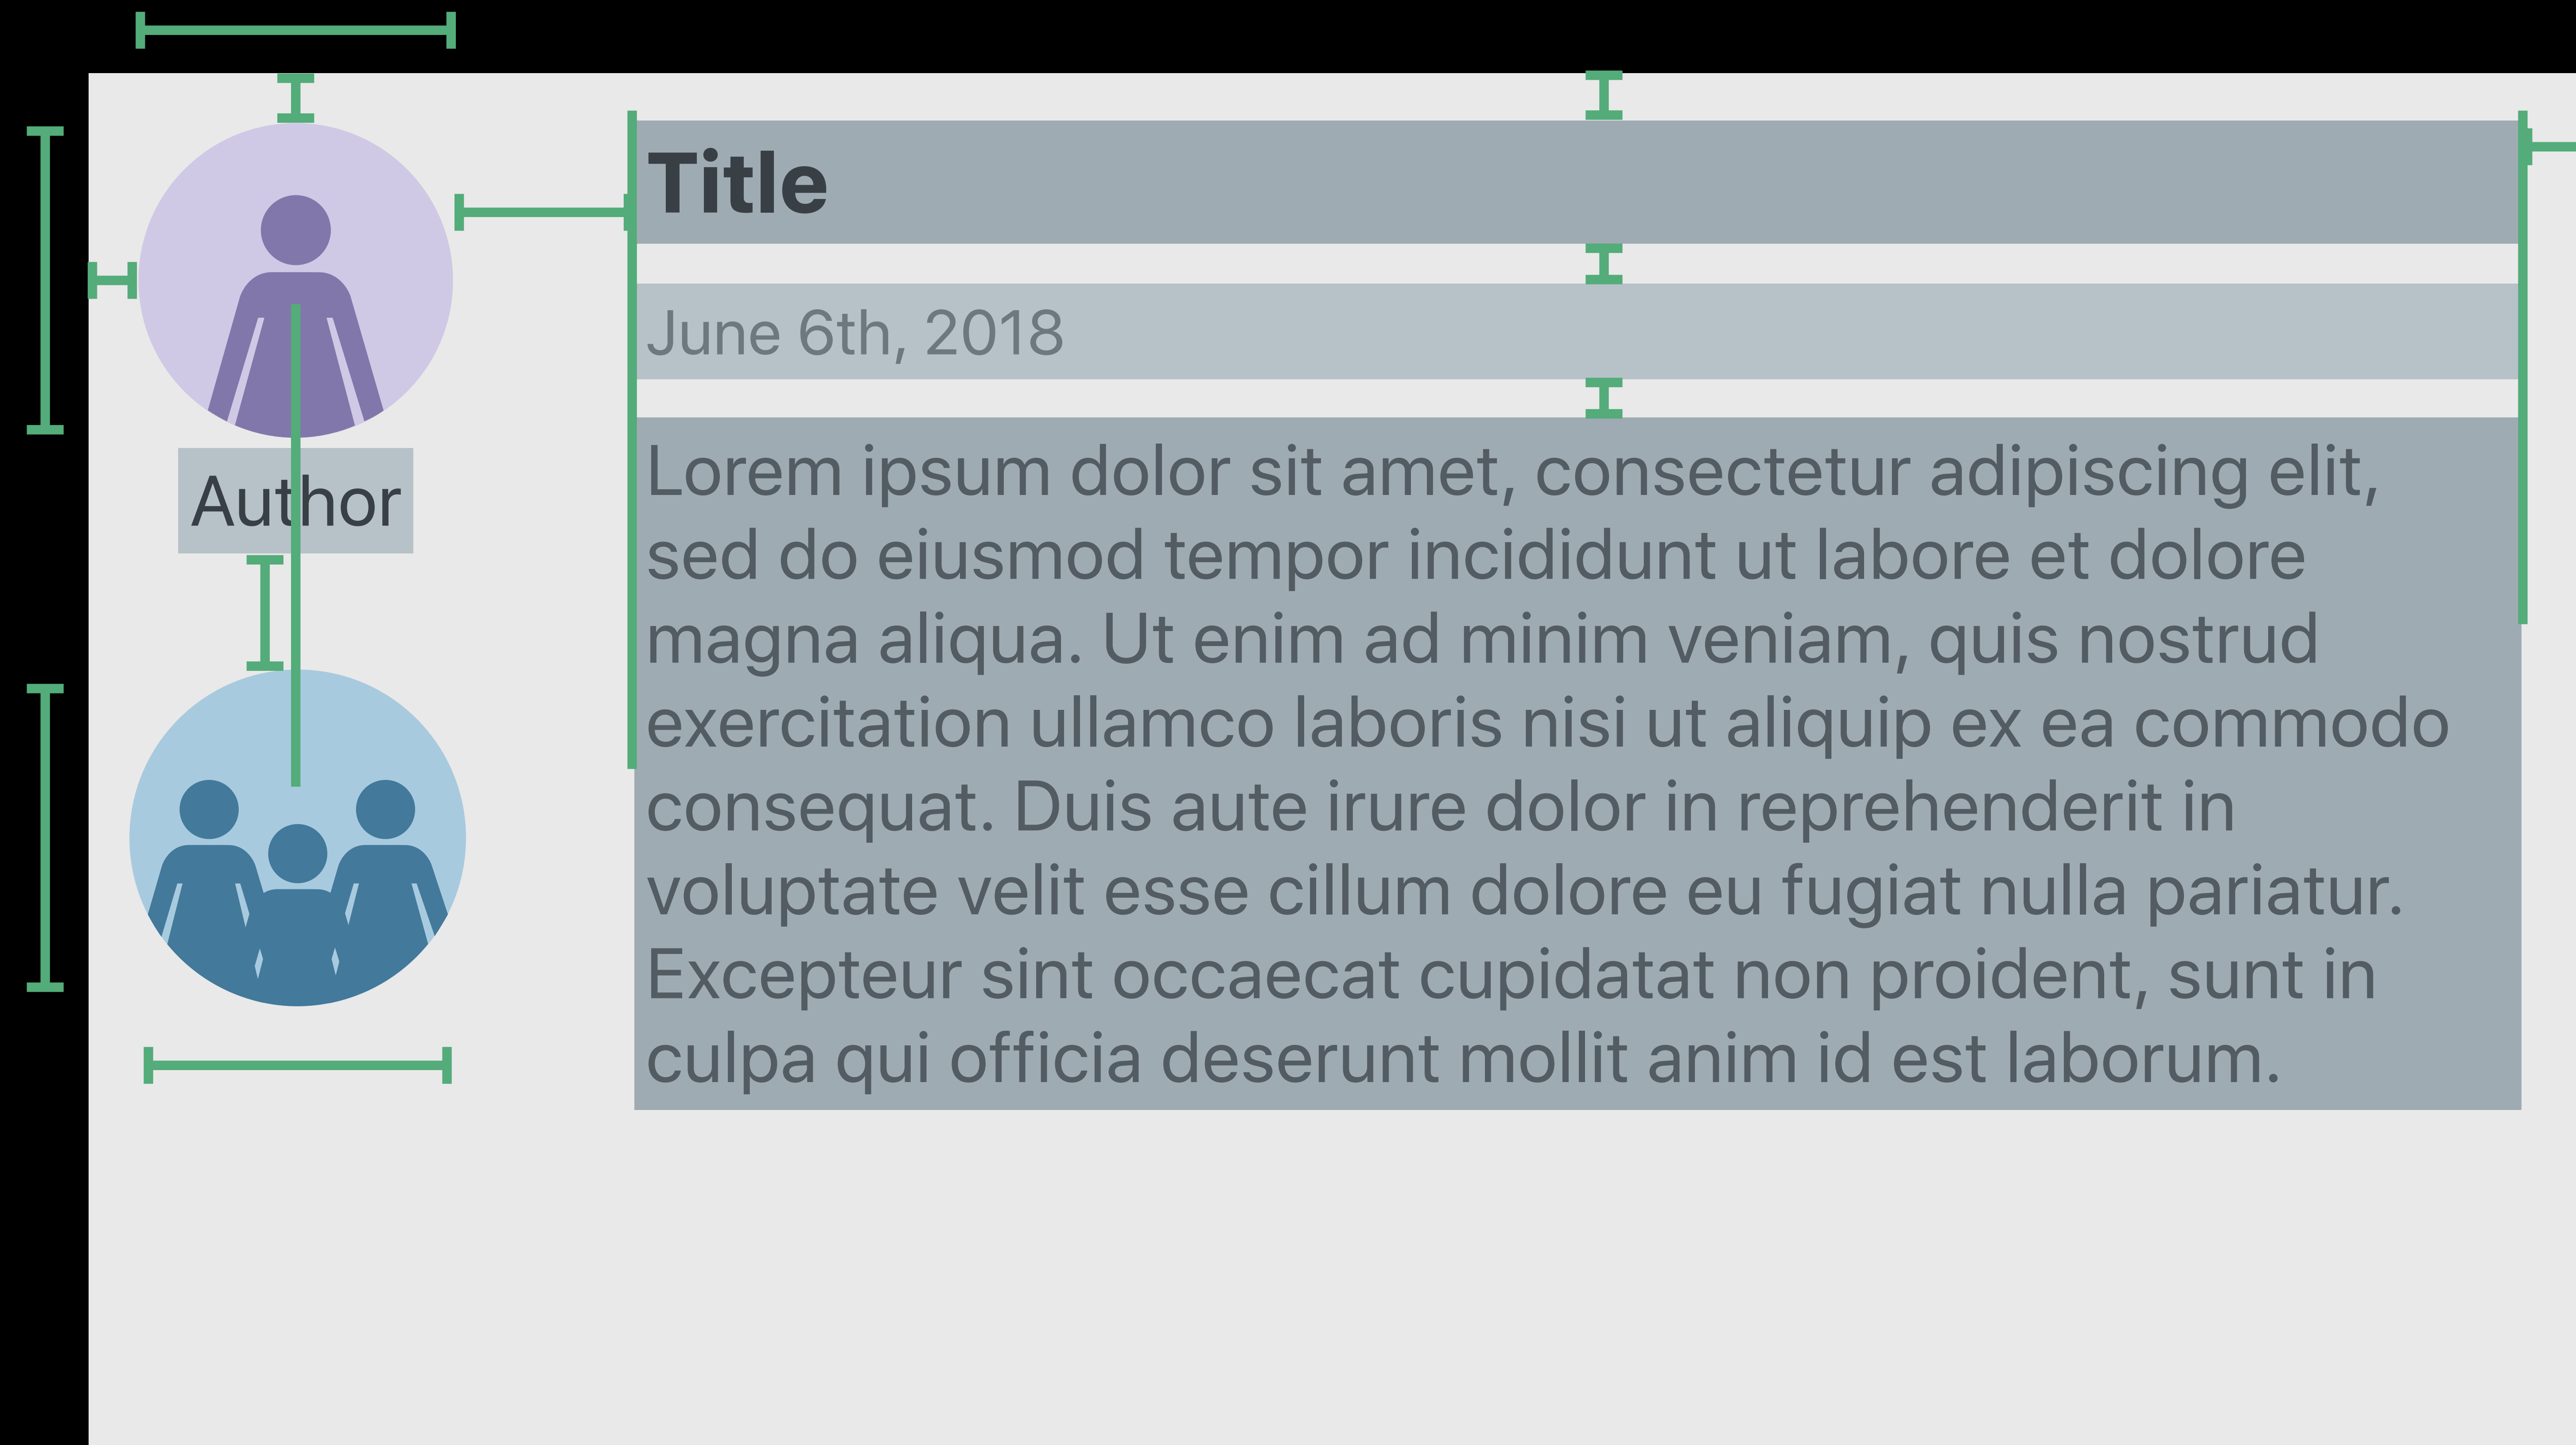 Title
June 6th, 2018
Author
Lorem ipsum dolor sit amet, consectetur adipiscing elit,
sed do eiusmod tempor incididunt ut labore et dolore
magna aliqua. Ut enim ad minim veniam, quis nostrud
exercitation ullamco laboris nisi ut aliquip ex ea commodo
consequat. Duis aute irure dolor in reprehenderit in
voluptate velit esse cillum dolore eu fugiat nulla pariatur.
Excepteur sint occaecat cupidatat non proident, sunt in
culpa qui officia deserunt mollit anim id est laborum.